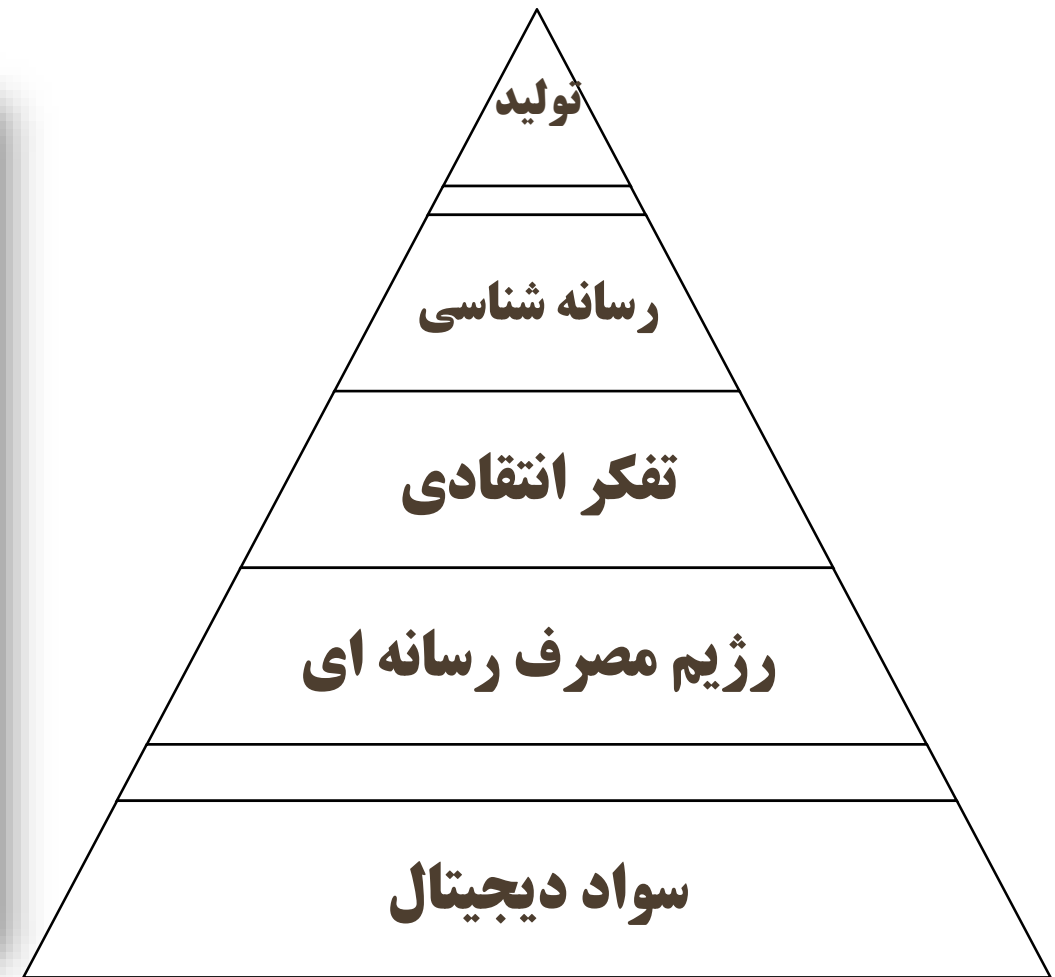 تولید
رسانه شناسی
تفکر انتقادی
رژیم مصرف رسانه ای
سواد دیجیتال